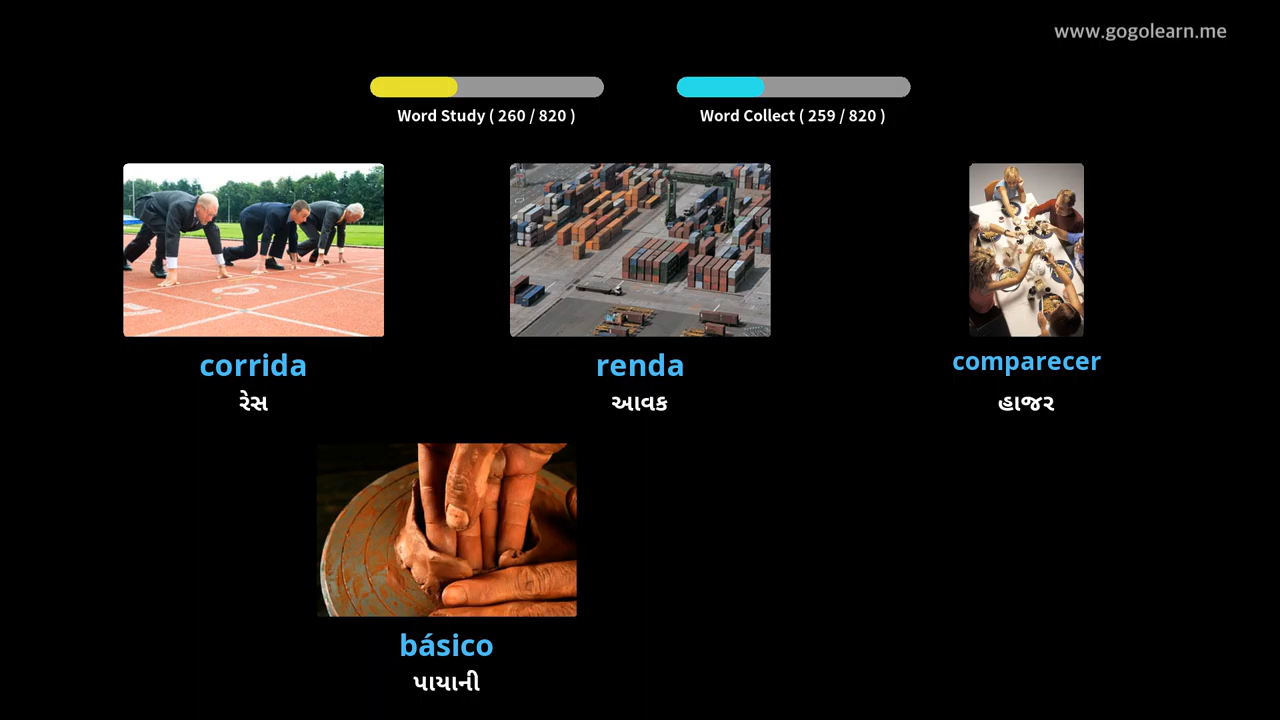 www.gogolearn.me
Word Study ( 260 / 820 )
Word Collect ( 259 / 820 )
corrida
renda
comparecer
રેસ
આવક
હાજર
básico
પાયાની